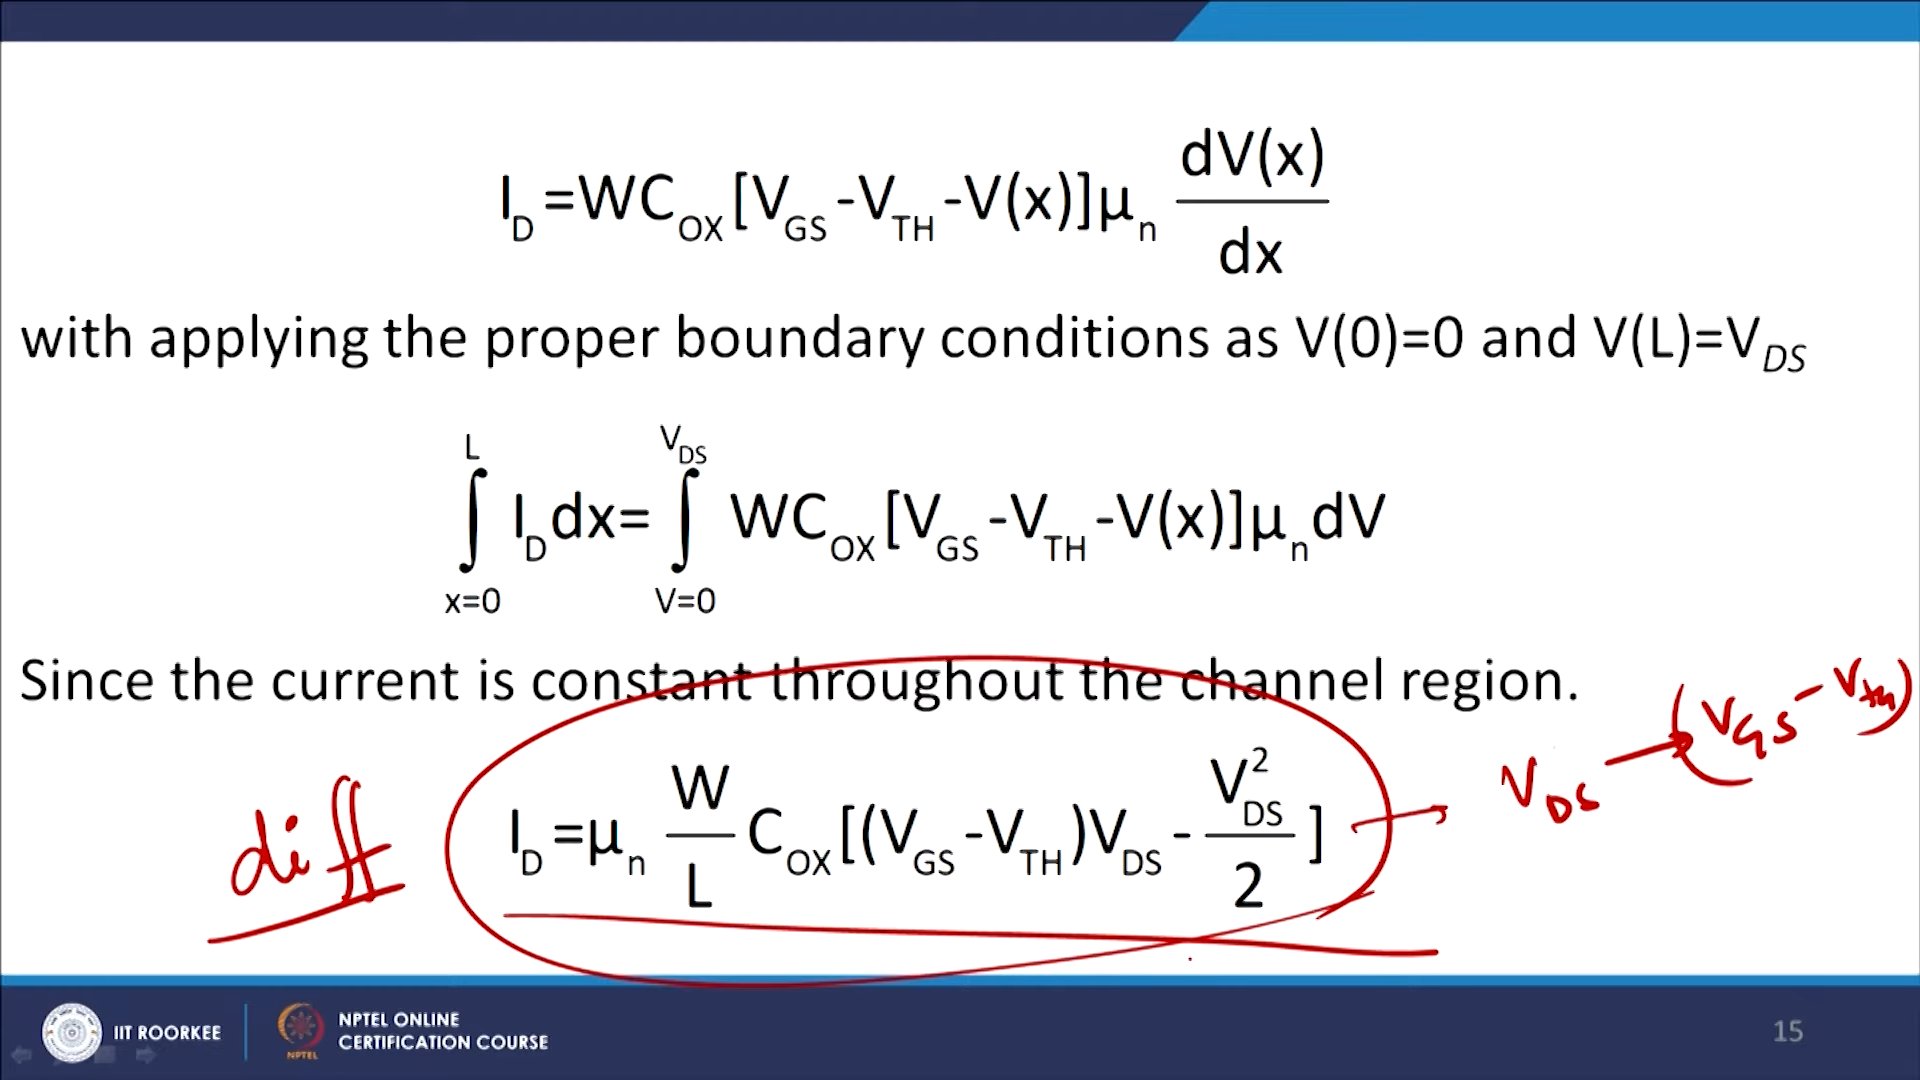 I_D=WC_OX[V_GS-V_TH-V(x)]μ_n dV(x)/dx
with applying the proper boundary conditions as V(0)=0 and V(L)=V_DS
∫_{x=0}^{L} I_D dx=∫_{V=0}^{V_DS} WC_OX[V_GS-V_TH-V(x)]μ_n dV
Since the current is constant throughout the channel region.
diff
I_D=μ_n W/L C_OX[(V_GS-V_TH)V_DS-V_DS^2/2]
→ V_DS → (V_GS - V_th)
IIT ROORKEE
NPTEL
NPTEL ONLINE
CERTIFICATION COURSE
15